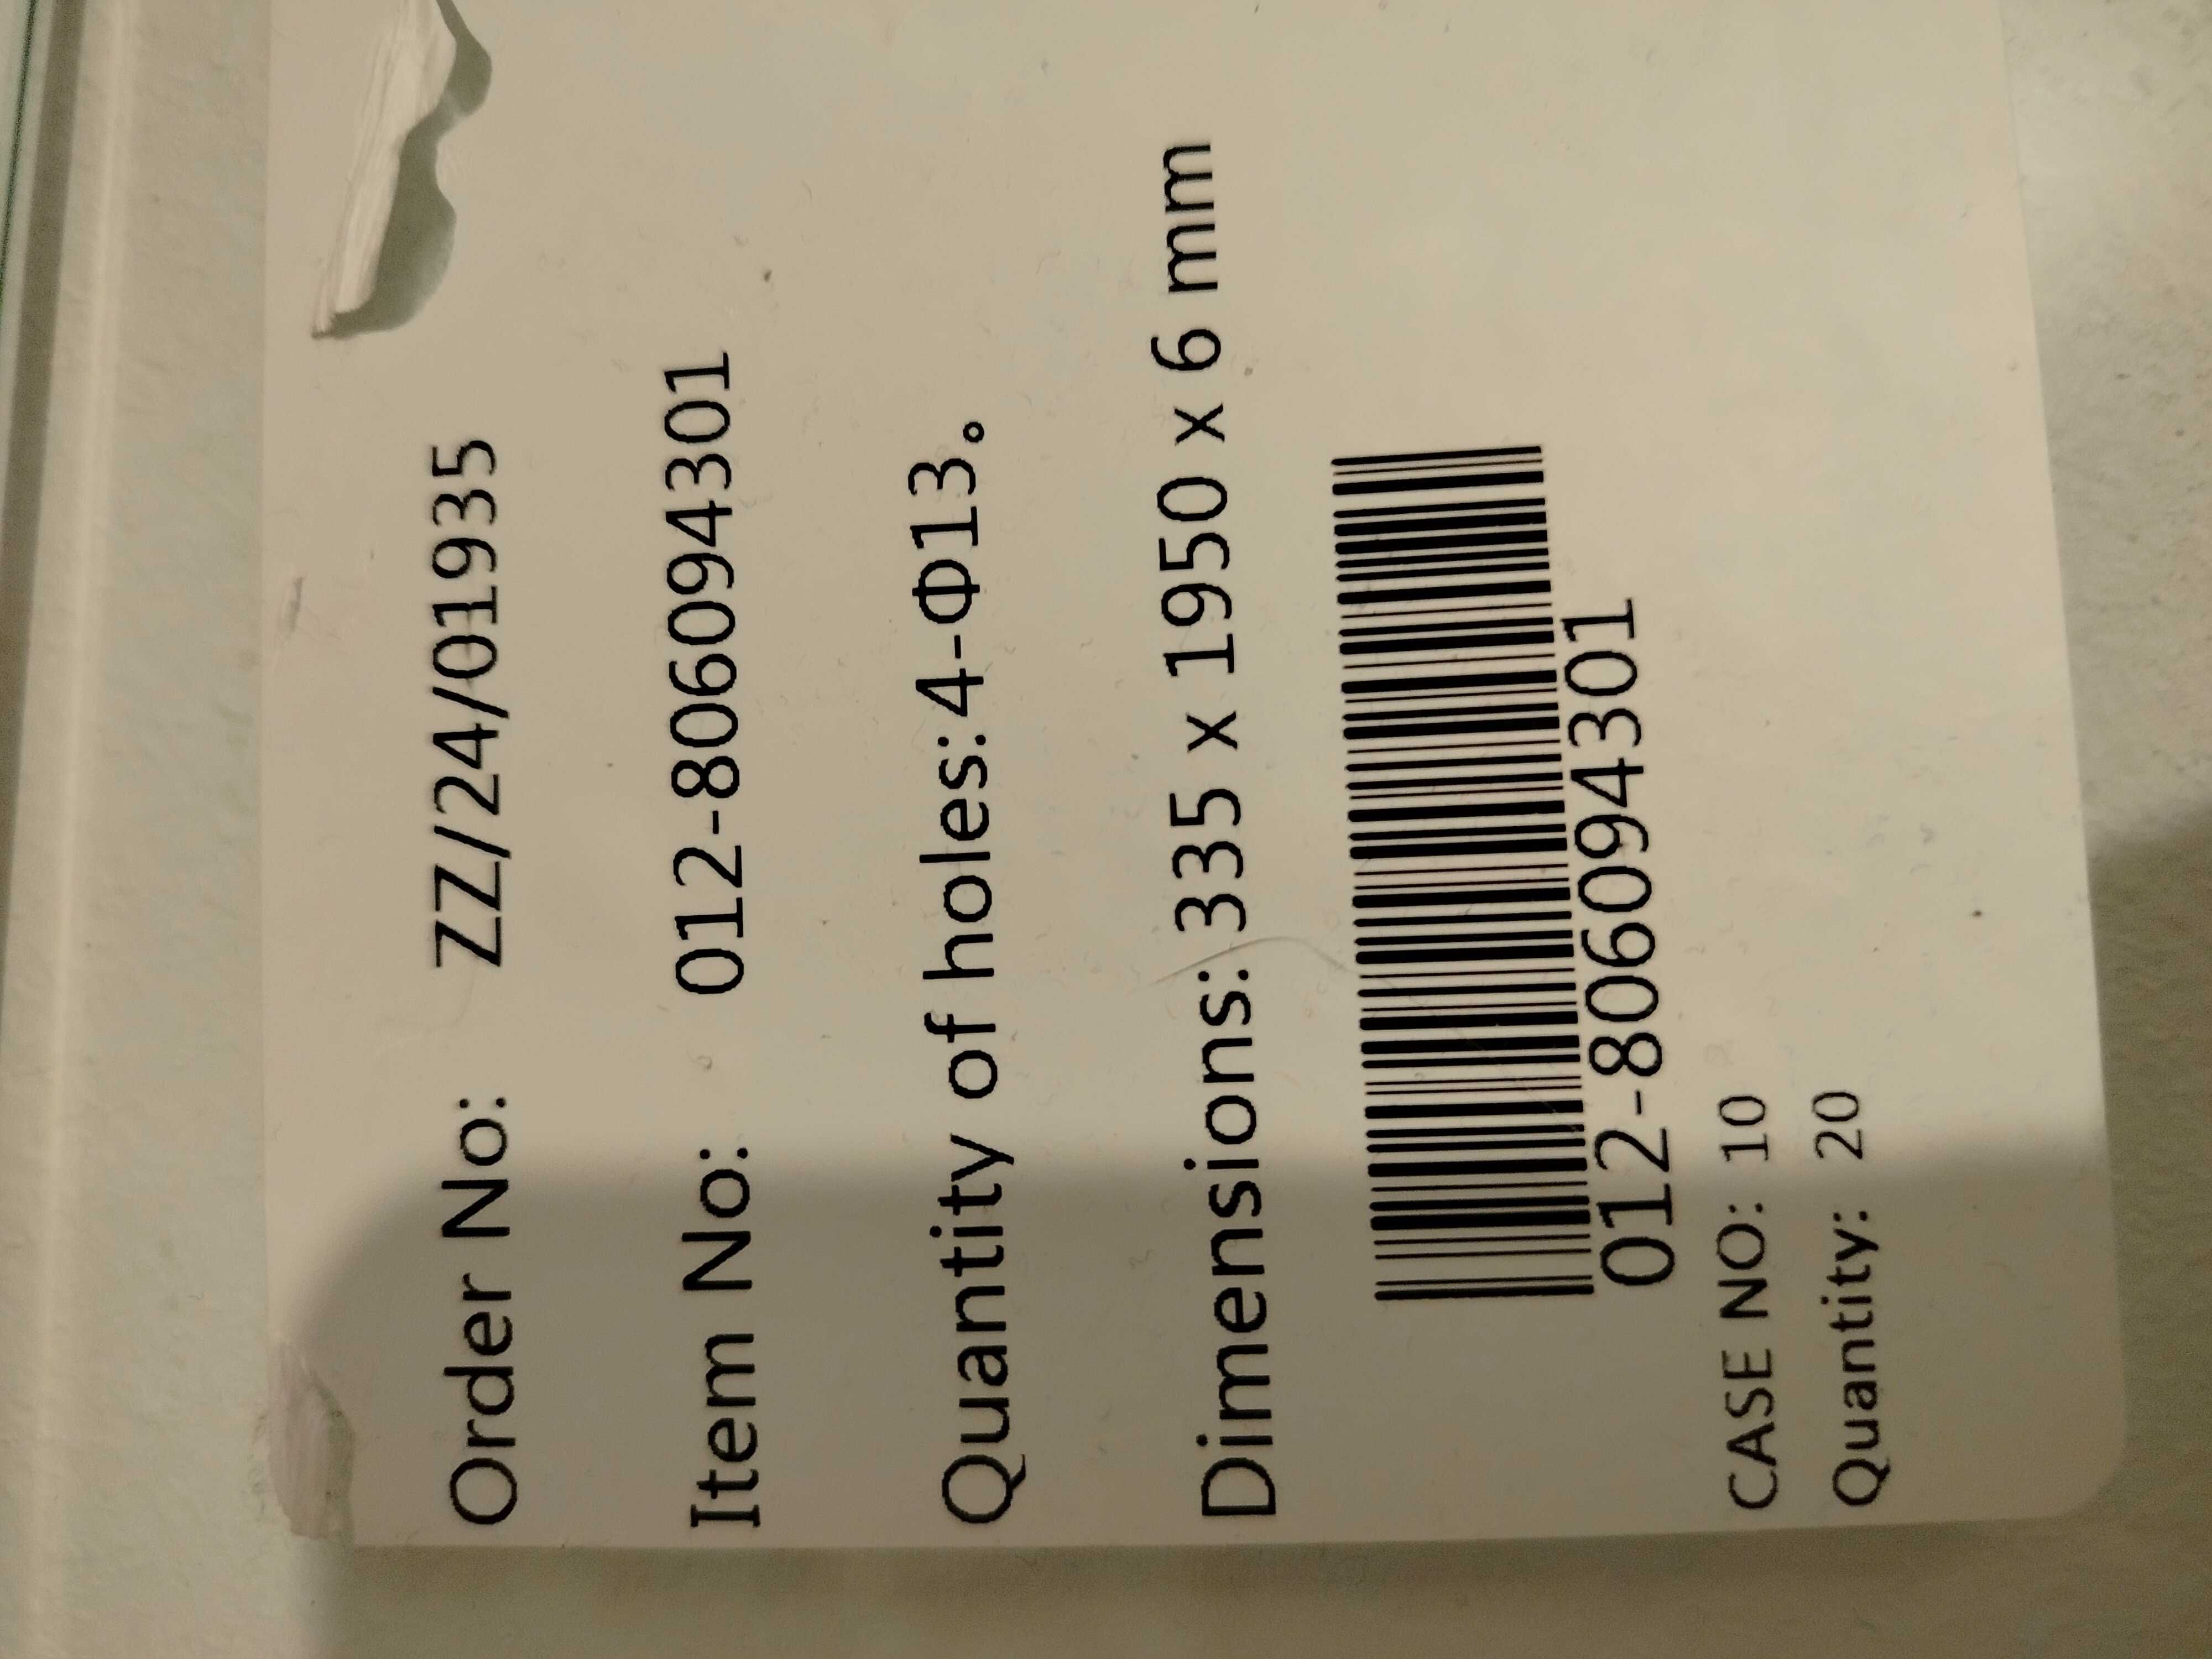 Order No: ZZ/24/01935
Item No: 012-806094301
Quantity of holes:4-Φ13。
Dimensions: 335 x 1950 x 6 mm
012-806094301
CASE NO: 10
Quantity: 20